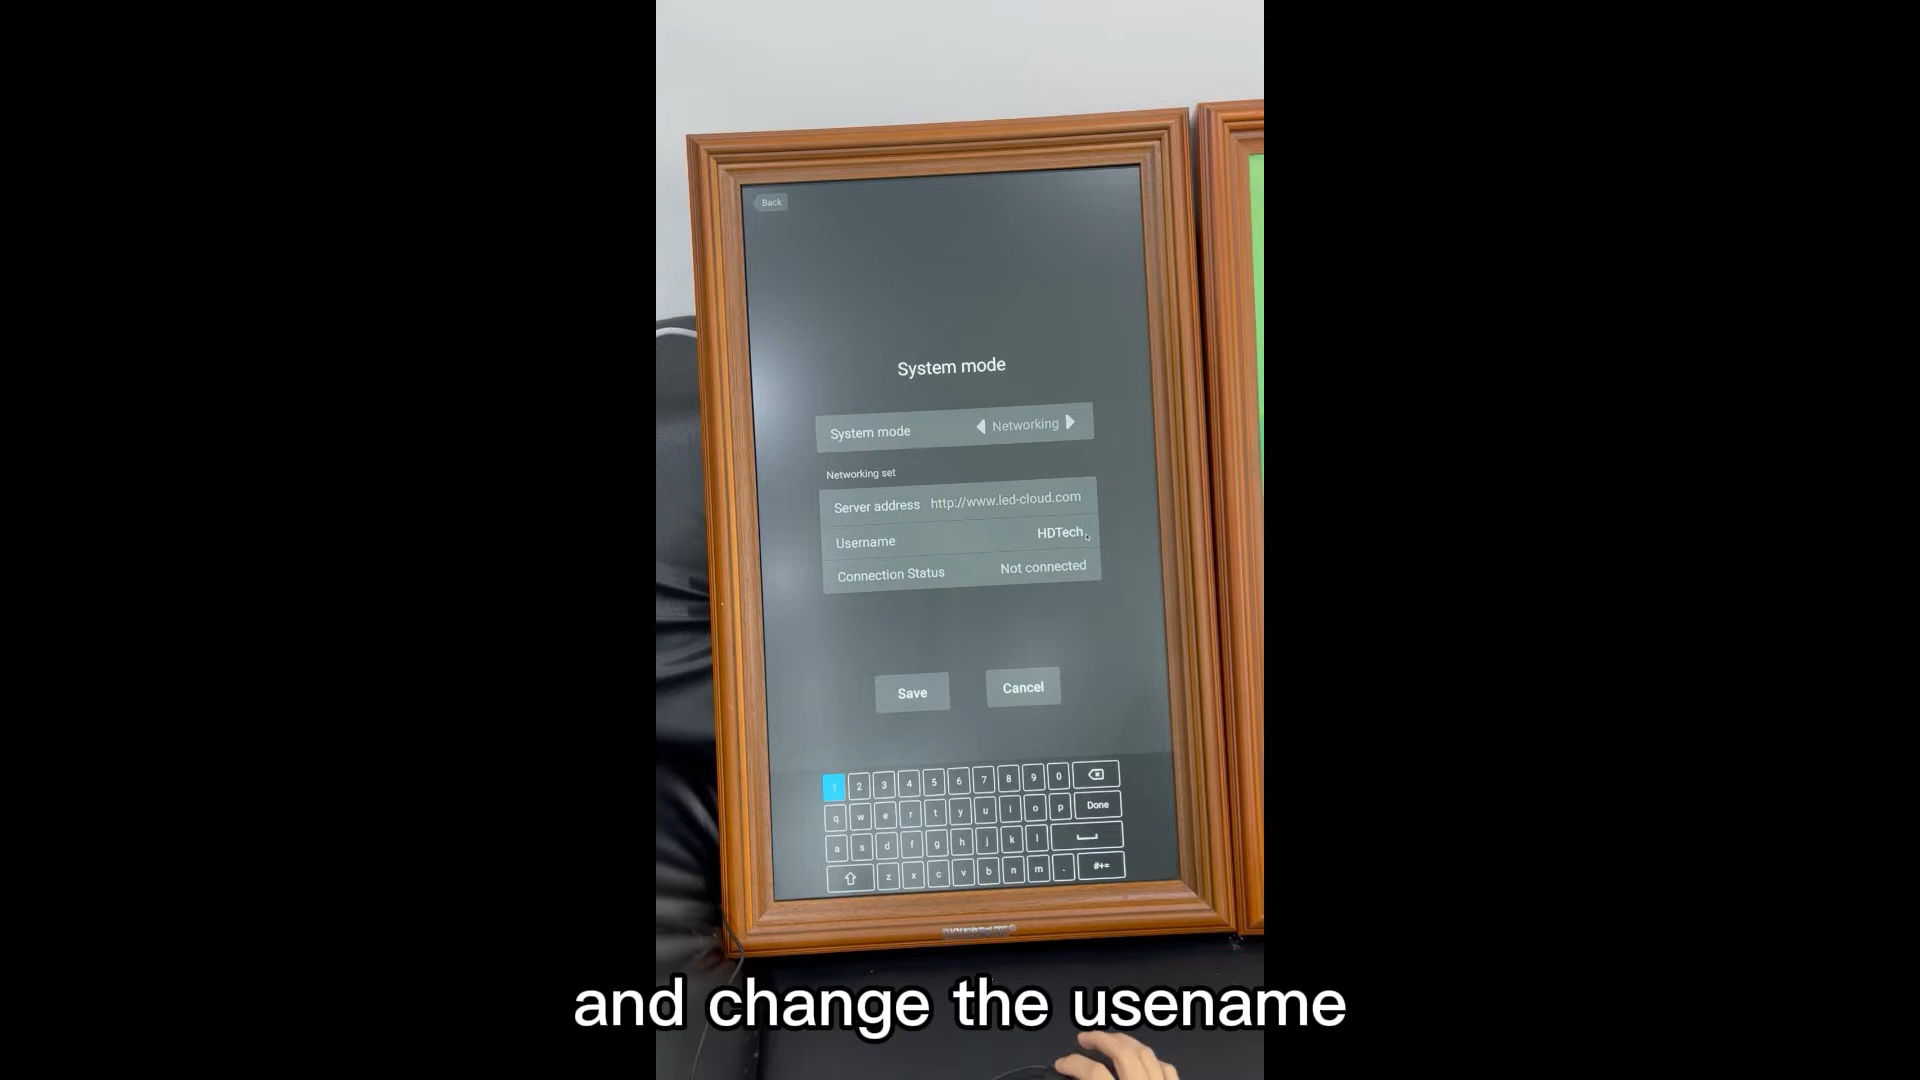 Back
System mode
System mode Networking
Networking set
Server address http://www.led-cloud.com
Username HDTech
Connection Status Not connected
Save Cancel
1 2 3 4 5 6 7 8 9 0
q w e r t y u i o p Done
a s d f g h j k l
z x c v b n m . #+=
and change the usename